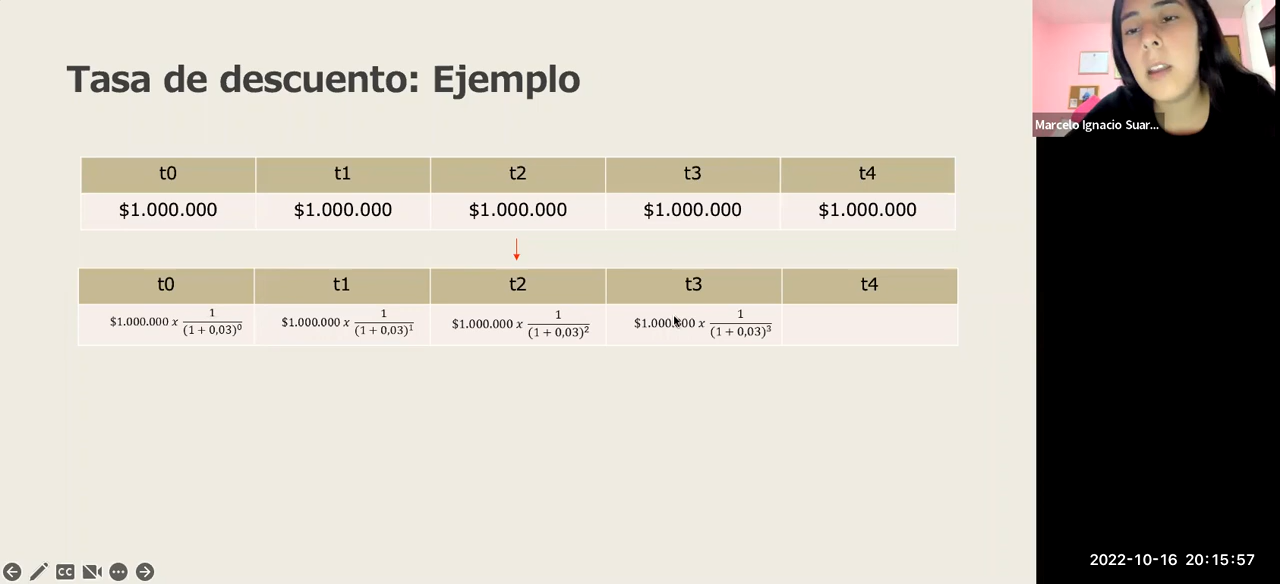 Tasa de descuento: Ejemplo
t0 t1 t2 t3 t4
$1.000.000 $1.000.000 $1.000.000 $1.000.000 $1.000.000
t0 t1 t2 t3 t4
$1.000.000 x 1/(1 + 0,03)⁰ $1.000.000 x 1/(1 + 0,03)¹ $1.000.000 x 1/(1 + 0,03)² $1.000.000 x 1/(1 + 0,03)³
Marcelo Ignacio Suar...
CC
2022-10-16 20:15:57